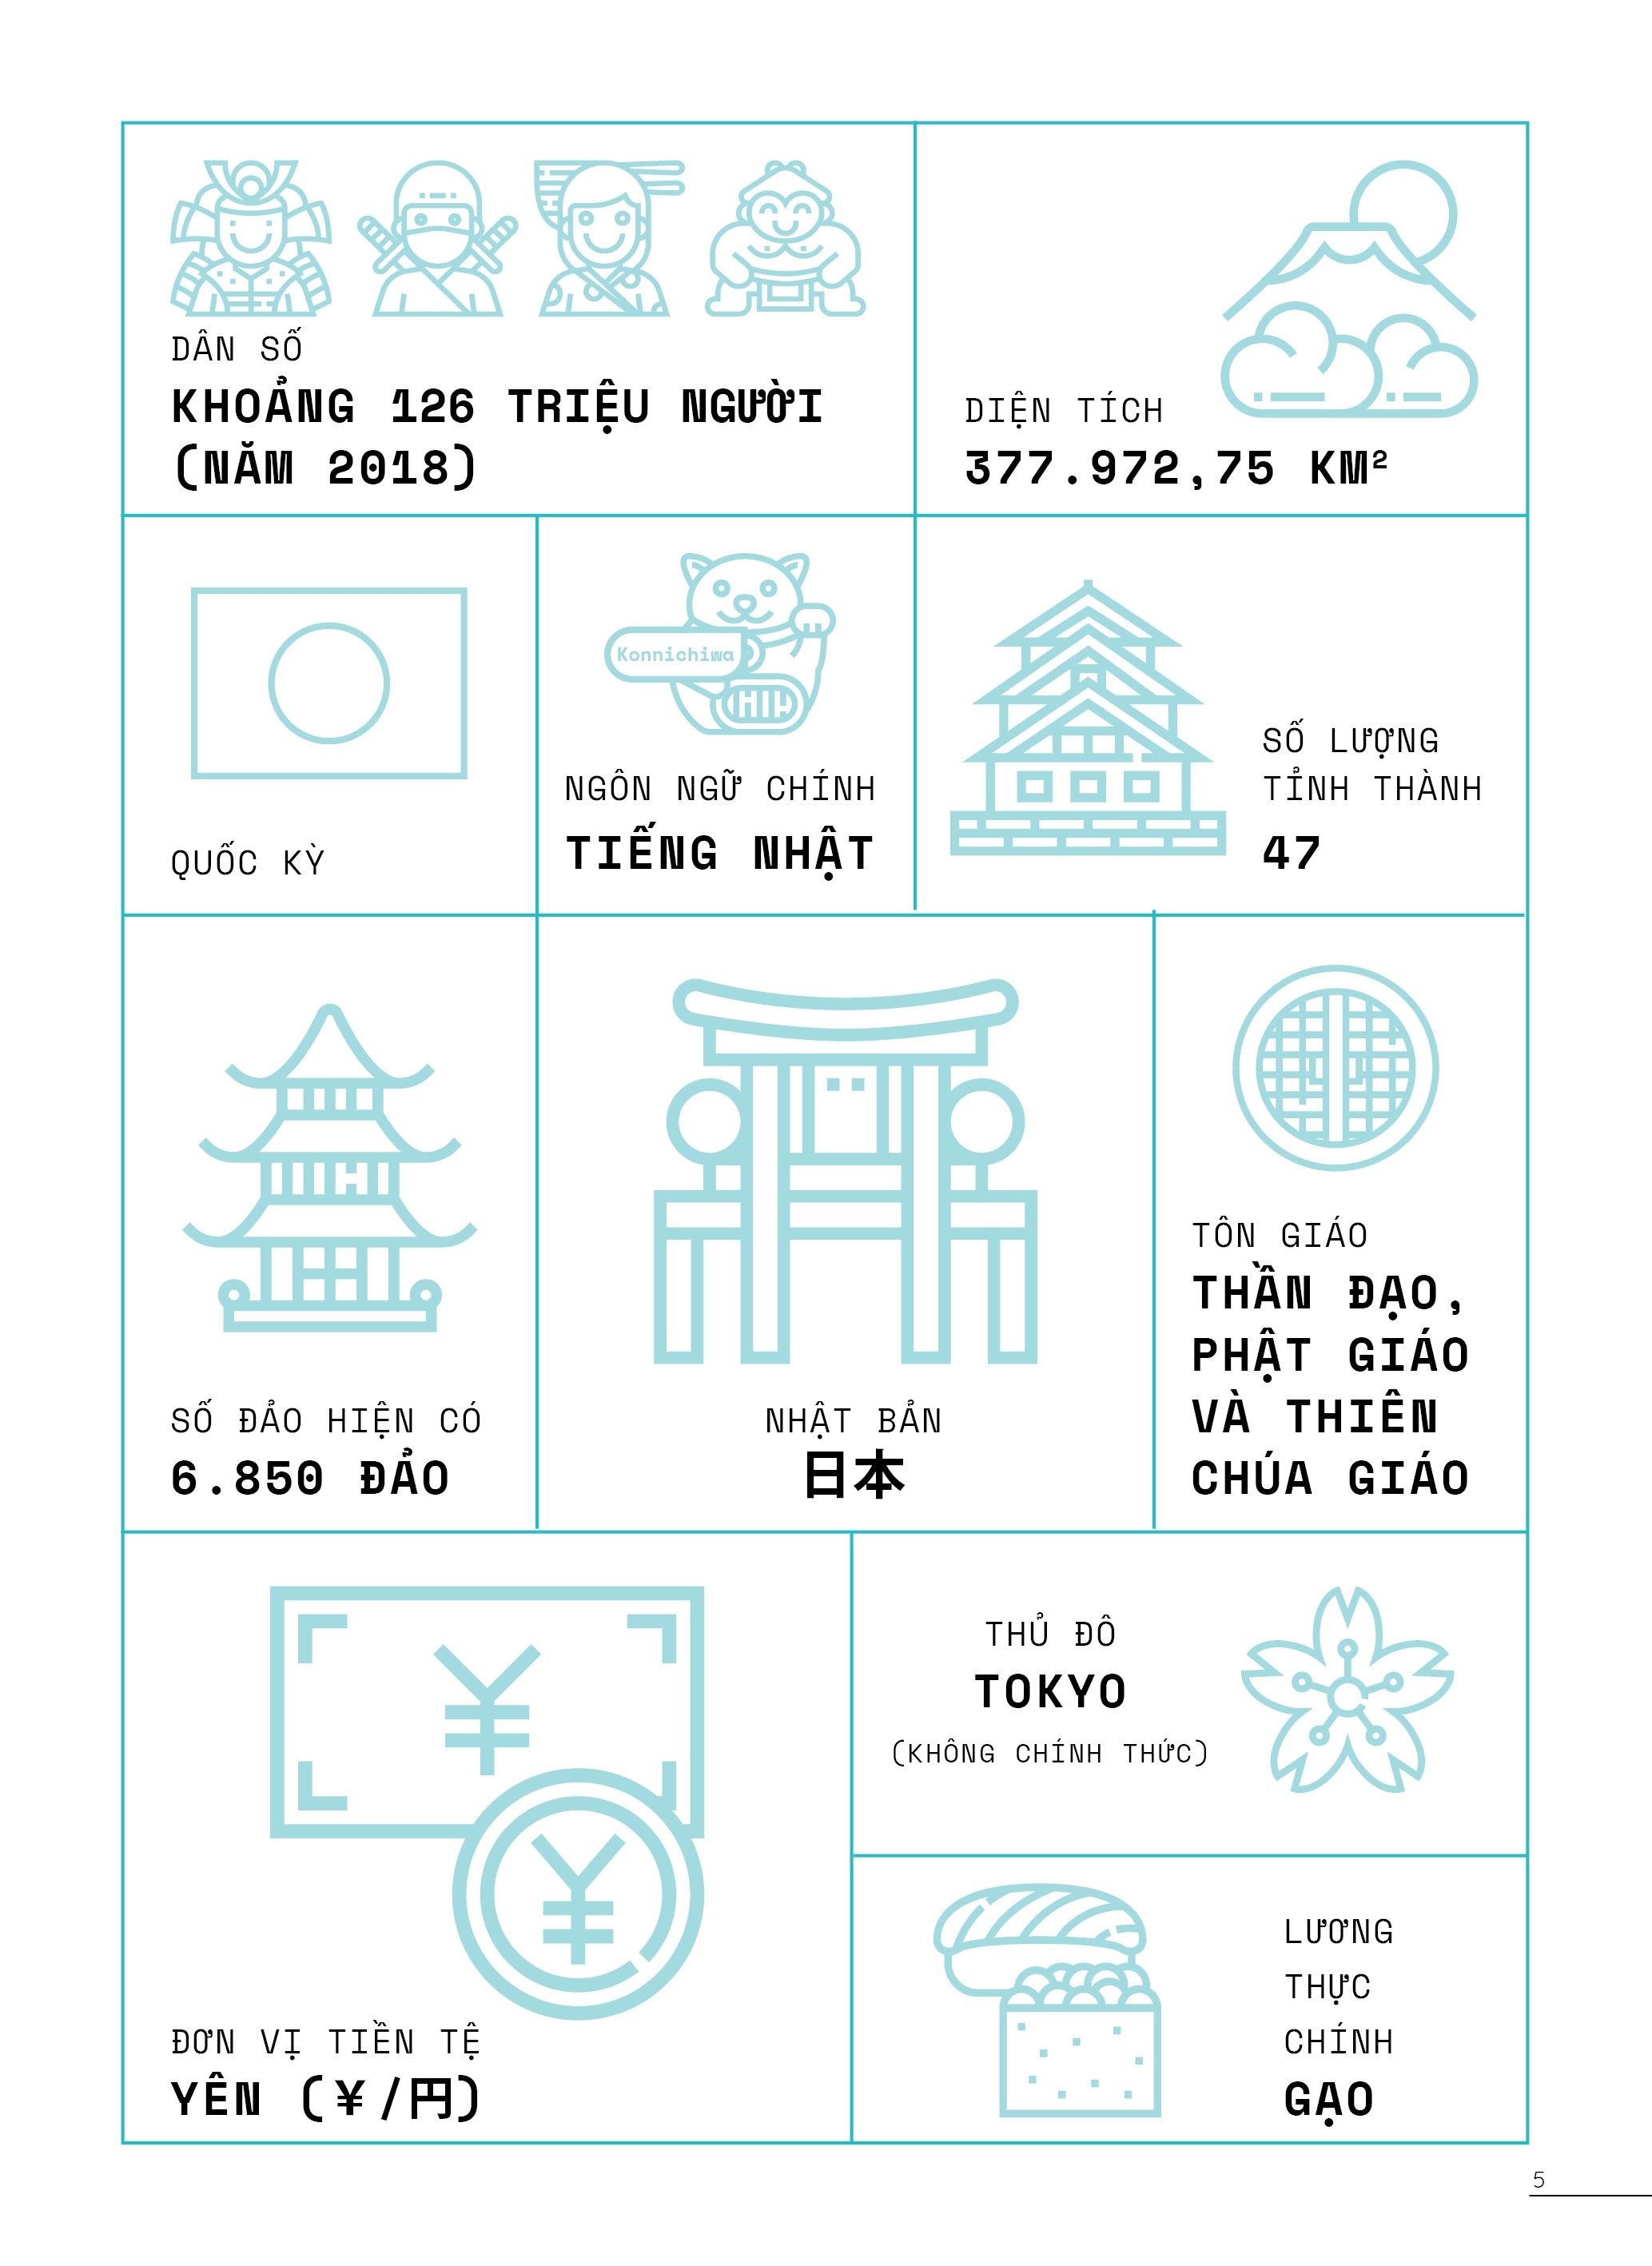 DÂN SỐ
KHOẢNG 126 TRIỆU NGƯỜI
(NĂM 2018)
DIỆN TÍCH
377.972,75 KM²
QUỐC KỲ
Konnichiwa
NGÔN NGỮ CHÍNH
TIẾNG NHẬT
SỐ LƯỢNG
TỈNH THÀNH
47
SỐ ĐẢO HIỆN CÓ
6.850 ĐẢO
NHẬT BẢN
日本
TÔN GIÁO
THẦN ĐẠO,
PHẬT GIÁO
VÀ THIÊN
CHÚA GIÁO
¥
¥
ĐƠN VỊ TIỀN TỆ
YÊN (¥/円)
THỦ ĐÔ
TOKYO
(KHÔNG CHÍNH THỨC)
LƯƠNG
THỰC
CHÍNH
GẠO
5